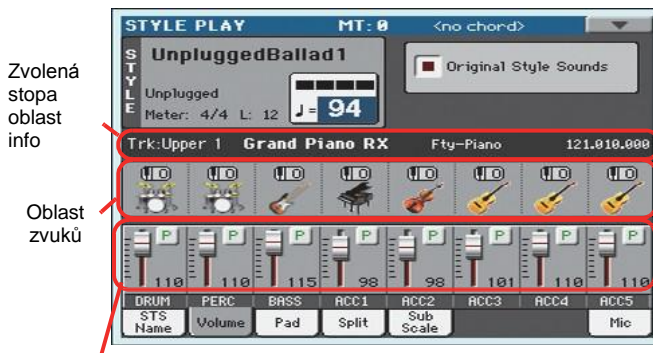 STYLE PLAY MT: 0 <no chord>
STYLE
UnpluggedBallad1
Original Style Sounds
Unplugged
Meter: 4/4 L: 12 ♩= 94
Zvolená
stopa
oblast
info
Trk:Upper 1 Grand Piano RX Fty-Piano 121.010.000
Oblast
zvuků
P P P P P P P P
110 110 115 98 98 101 110 110
DRUM PERC BASS ACC1 ACC2 ACC3 ACC4 ACC5
STS Name Volume Pad Split Sub Scale Mic